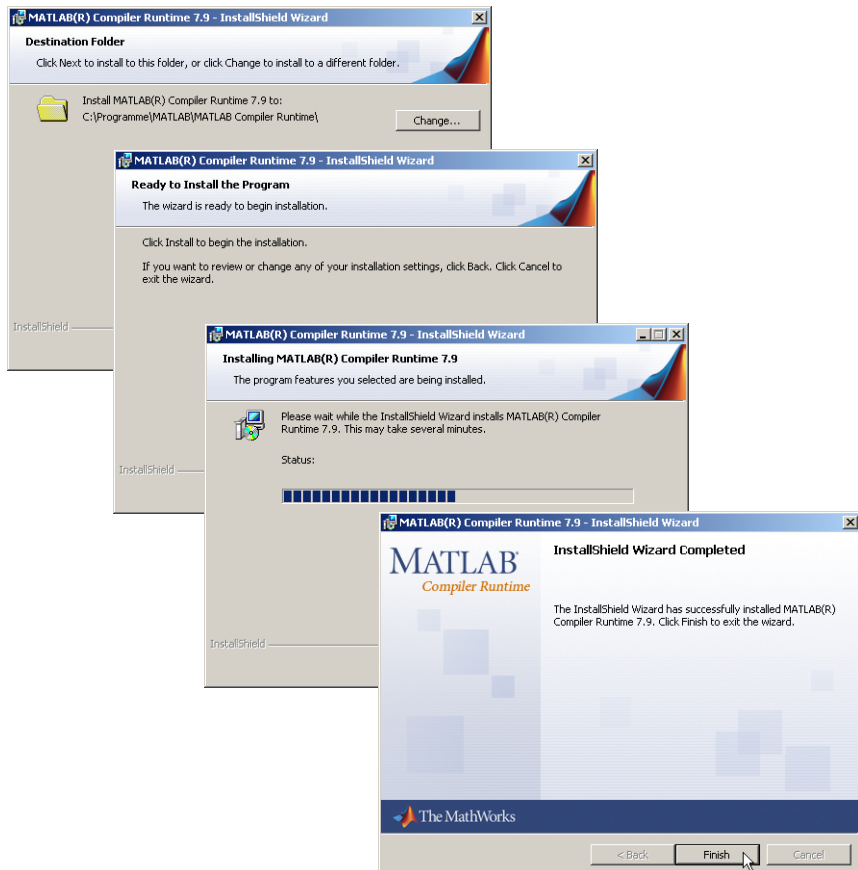 MATLAB(R) Compiler Runtime 7.9 - InstallShield Wizard
Destination Folder
Click Next to install to this folder, or click Change to install to a different folder.
Install MATLAB(R) Compiler Runtime 7.9 to:
C:\Programme\MATLAB\MATLAB Compiler Runtime\
Change...
InstallShield
MATLAB(R) Compiler Runtime 7.9 - InstallShield Wizard
Ready to Install the Program
The wizard is ready to begin installation.
Click Install to begin the installation.
If you want to review or change any of your installation settings, click Back. Click Cancel to
exit the wizard.
InstallShield
MATLAB(R) Compiler Runtime 7.9 - InstallShield Wizard
Installing MATLAB(R) Compiler Runtime 7.9
The program features you selected are being installed.
Please wait while the InstallShield Wizard installs MATLAB(R) Compiler
Runtime 7.9. This may take several minutes.
Status:
InstallShield
MATLAB(R) Compiler Runtime 7.9 - InstallShield Wizard
MATLAB®
Compiler Runtime
InstallShield Wizard Completed
The InstallShield Wizard has successfully installed MATLAB(R)
Compiler Runtime 7.9. Click Finish to exit the wizard.
The MathWorks
< Back
Finish
Cancel